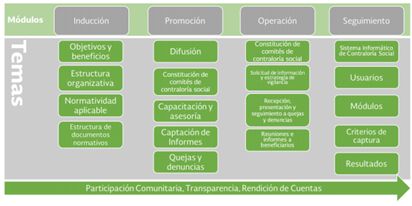 Módulos
Inducción
Promoción
Operación
Seguimiento
Temas
Objetivos y
beneficios
Estructura
organizativa
Normatividad
aplicable
Estructura de
documentos
normativos
Difusión
Constitución de
comités de
contraloría social
Capacitación y
asesoría
Captación de
Informes
Quejas y
denuncias
Constitución de
comités de
contraloría social
Solicitud de información
y estrategia de
vigilancia
Recepción,
presentación y
seguimiento a quejas
y denuncias
Reuniones e
informes a
beneficiarios
Sistema Informático
de Contraloría Social
Usuarios
Módulos
Criterios de
captura
Resultados
Participación Comunitaria, Transparencia, Rendición de Cuentas